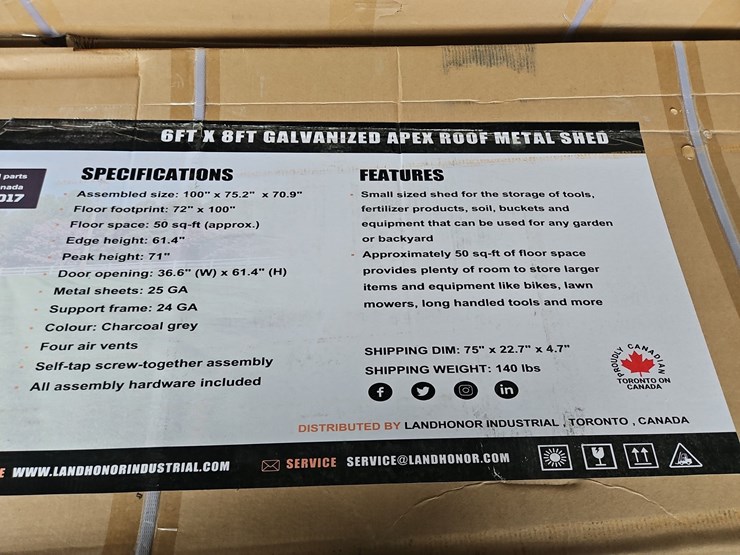 6FT X 8FT GALVANIZED APEX ROOF METAL SHED
parts
nada
017
SPECIFICATIONS
Assembled size: 100" x 75.2" x 70.9"
Floor footprint: 72" x 100"
Floor space: 50 sq-ft (approx.)
Edge height: 61.4"
Peak height: 71"
Door opening: 36.6" (W) x 61.4" (H)
Metal sheets: 25 GA
Support frame: 24 GA
Colour: Charcoal grey
Four air vents
Self-tap screw-together assembly
All assembly hardware included
FEATURES
Small sized shed for the storage of tools,
fertilizer products, soil, buckets and
equipment that can be used for any garden
or backyard
Approximately 50 sq-ft of floor space
provides plenty of room to store larger
items and equipment like bikes, lawn
mowers, long handled tools and more
SHIPPING DIM: 75" x 22.7" x 4.7"
SHIPPING WEIGHT: 140 lbs
PROUDLY CANADIAN
TORONTO ON
CANADA
DISTRIBUTED BY LANDHONOR INDUSTRIAL , TORONTO , CANADA
E WWW.LANDHONORINDUSTRIAL.COM
SERVICE SERVICE@LANDHONOR.COM